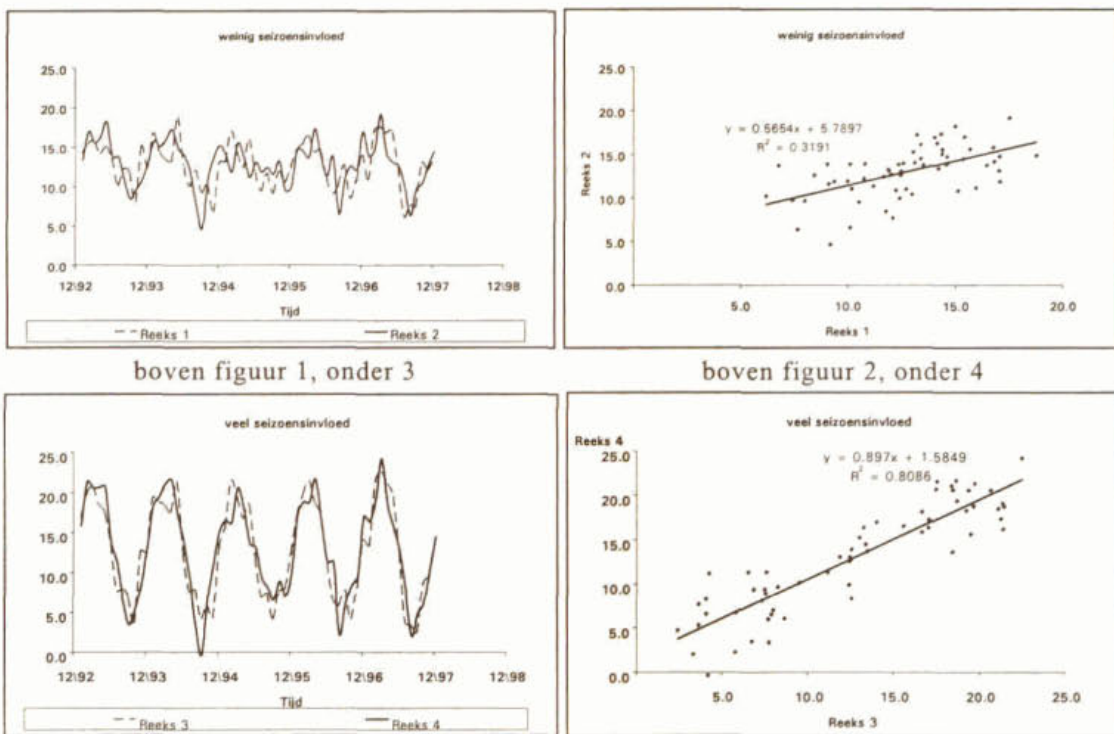 weinig seizoensinvloed
25.0
20.0
15.0
10.0
5.0
0.0
12\92 12\93 12\94 12\95 12\96 12\97 12\98
Tijd
Reeks 1 Reeks 2
weinig seizoensinvloed
25.0
20.0
15.0
10.0
5.0
0.0
Reeks 2
y = 0.5654x + 5.7897
R² = 0.3191
5.0 10.0 15.0 20.0
Reeks 1
boven figuur 1, onder 3
boven figuur 2, onder 4
veel seizoensinvloed
25.0
20.0
15.0
10.0
5.0
0.0
12\92 12\93 12\94 12\95 12\96 12\97 12\98
Tijd
Reeks 3 Reeks 4
veel seizoensinvloed
Reeks 4
25.0
20.0
15.0
10.0
5.0
0.0
y = 0.897x + 1.5849
R² = 0.8086
5.0 10.0 15.0 20.0 25.0
Reeks 3